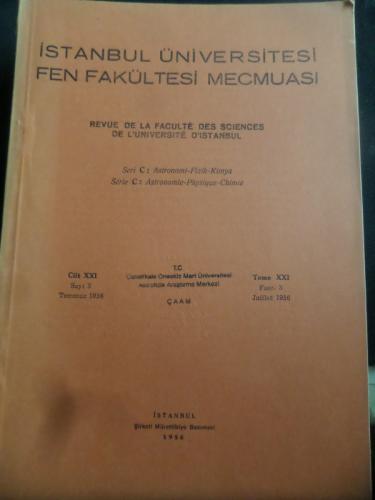 İSTANBUL ÜNİVERSİTESİ
FEN FAKÜLTESİ MECMUASI
REVUE DE LA FACULTÉ DES SCIENCES
DE L'UNIVERSITÉ D'ISTANBUL
Seri C: Astronomi-Fizik-Kimya
Série C: Astronomie-Physique-Chimie
Cilt XXI
Sayı 3
Temmuz 1956
T.C
Çanakkale Onsekiz Mart Üniversitesi
Astrofizik Araştırma Merkezi
ÇAAM
Tome XXI
Fasc. 3
Juillet 1956
İSTANBUL
Şirketi Mürettibiye Basımevi
1956